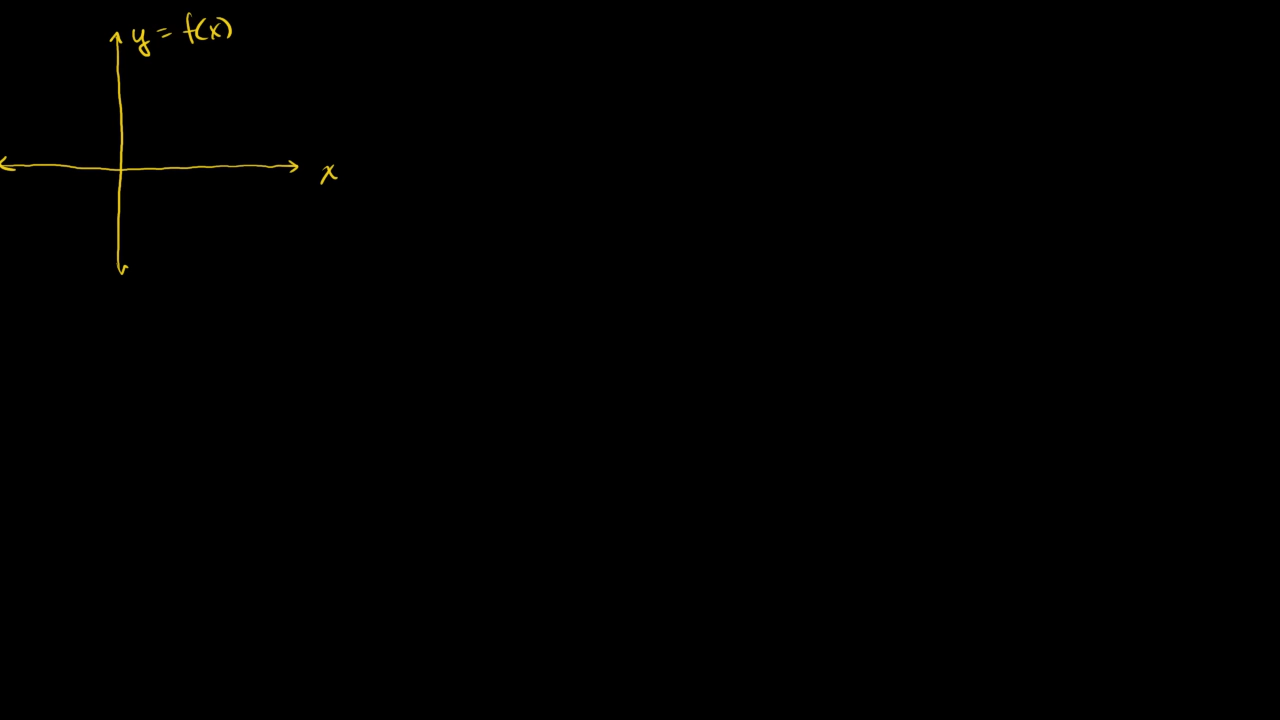 y = f(x)
x